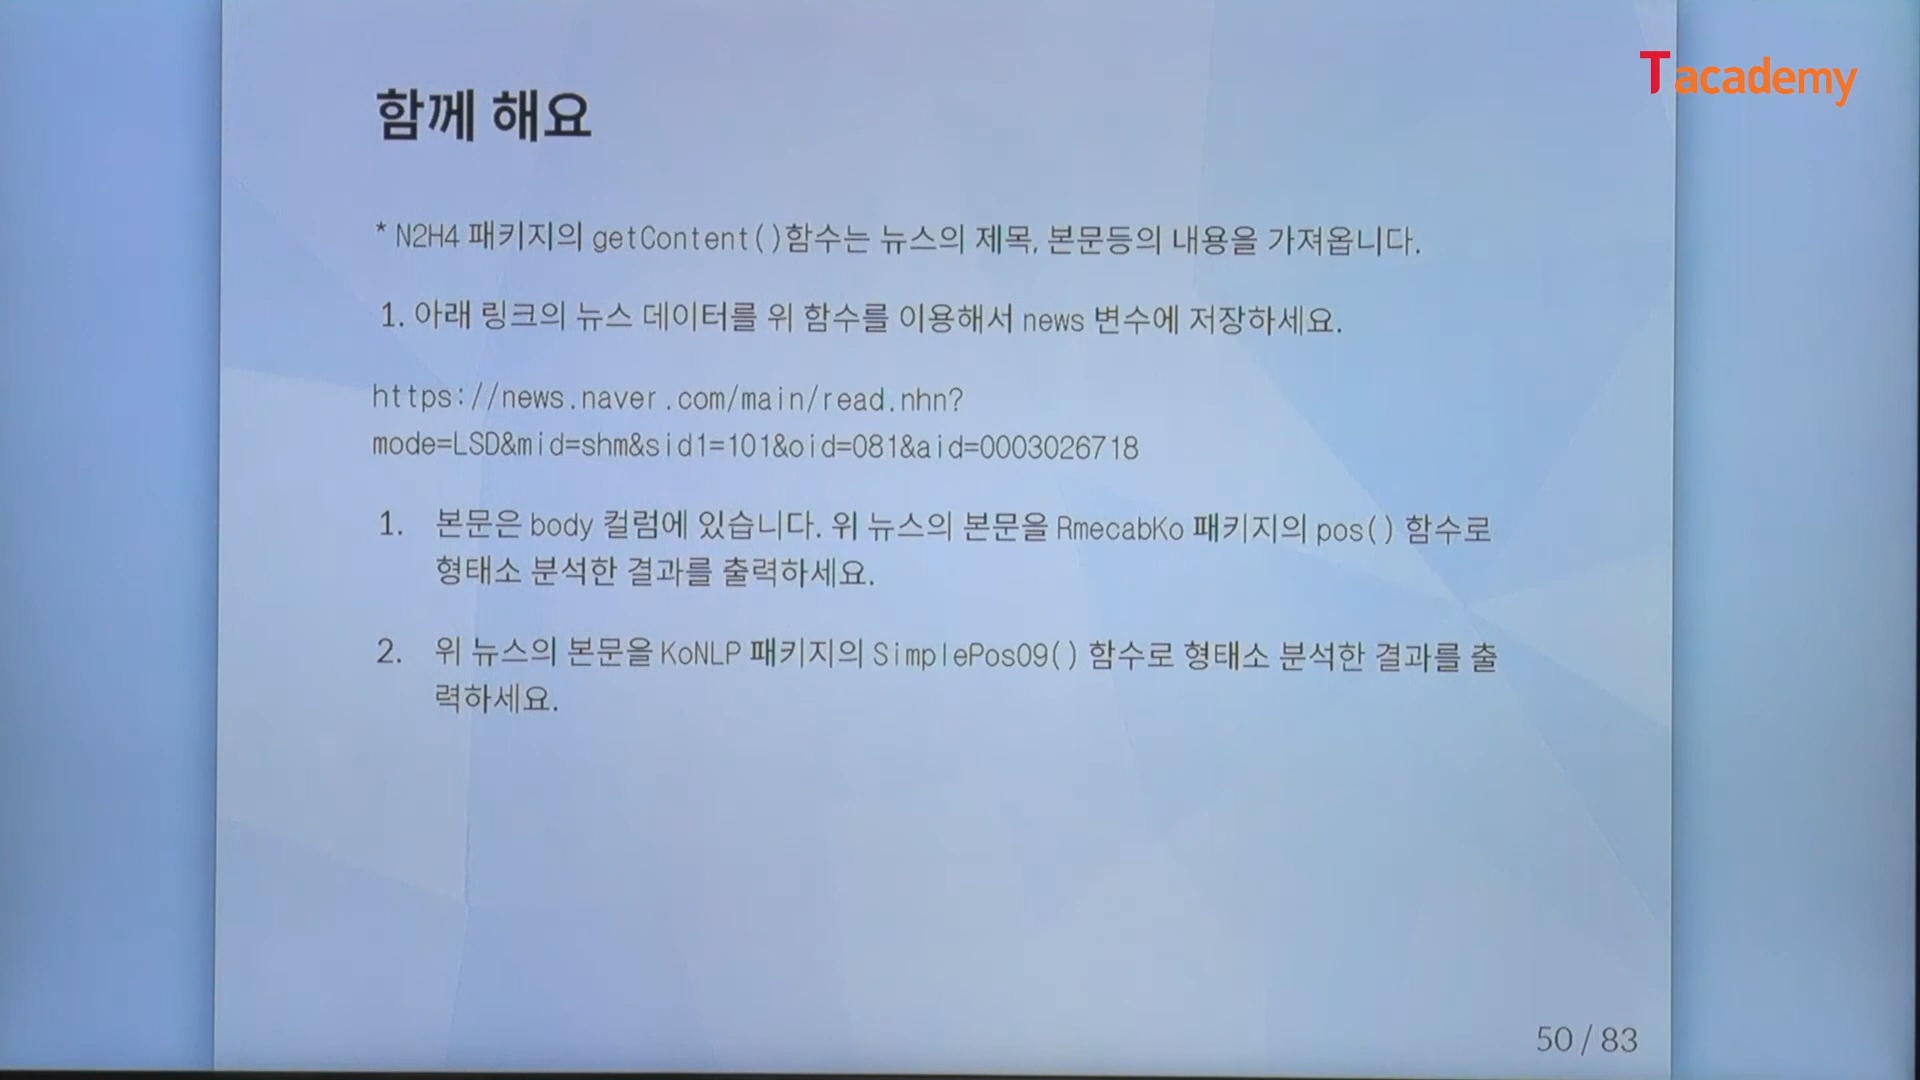 T academy
함께 해요
* N2H4 패키지의 getContent()함수는 뉴스의 제목, 본문등의 내용을 가져옵니다.
1. 아래 링크의 뉴스 데이터를 위 함수를 이용해서 news 변수에 저장하세요.
https://news.naver.com/main/read.nhn?
mode=LSD&mid=shm&sid1=101&oid=081&aid=0003026718
1. 본문은 body 컬럼에 있습니다. 위 뉴스의 본문을 RmecabKo 패키지의 pos() 함수로
형태소 분석한 결과를 출력하세요.
2. 위 뉴스의 본문을 KoNLP 패키지의 SimplePos09() 함수로 형태소 분석한 결과를 출
력하세요.
50 / 83